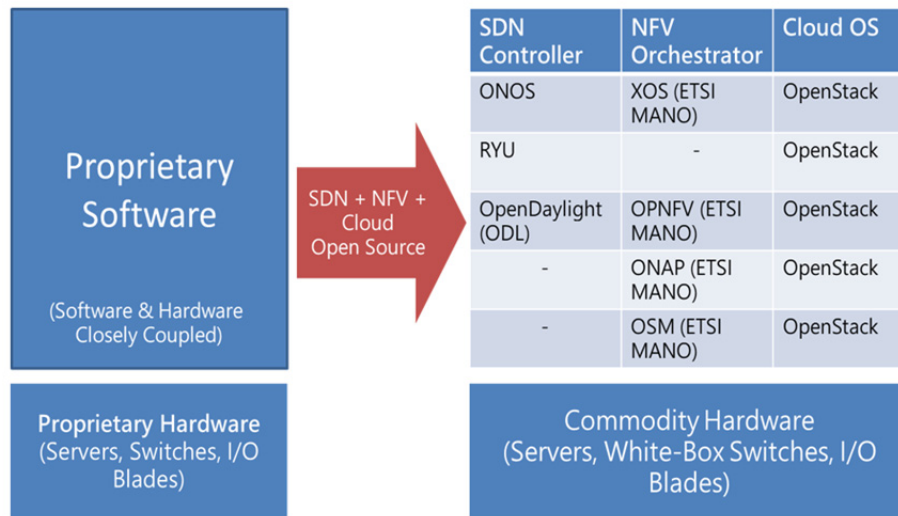 Proprietary
Software
(Software & Hardware
Closely Coupled)
Proprietary Hardware
(Servers, Switches, I/O
Blades)
SDN + NFV +
Cloud
Open Source
SDN
Controller
NFV
Orchestrator
Cloud OS
ONOS
XOS (ETSI
MANO)
OpenStack
RYU
-
OpenStack
OpenDaylight
(ODL)
OPNFV (ETSI
MANO)
OpenStack
-
ONAP (ETSI
MANO)
OpenStack
-
OSM (ETSI
MANO)
OpenStack
Commodity Hardware
(Servers, White-Box Switches, I/O
Blades)